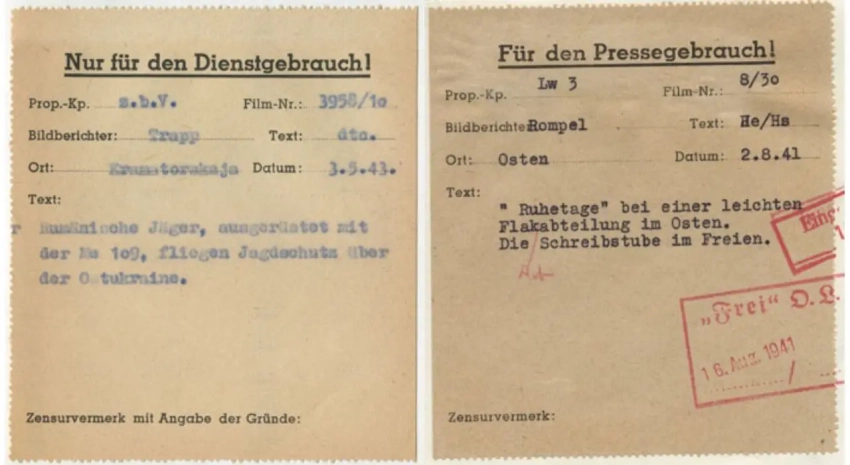 Nur für den Dienstgebrauch!
Prop.-Kp. z.b.V. Film-Nr.: 3958/10
Bildberichter: Trapp Text: dto.
Ort: Kramatorskaja Datum: 3.5.43.
Text:
Rumänische Jäger, ausgerüstet mit
der Me 109, fliegen Jagdschutz über
der Ostukraine.
Zensurvermerk mit Angabe der Gründe:
Für den Pressegebrauch!
Prop.-Kp. Lw 3 Film-Nr.: 8/30
Bildberichte Rompel Text: He/Hs
Ort: Osten Datum: 2.8.41
Text:
" Ruhetage" bei einer leichten
Flakabteilung im Osten.
Die Schreibstube im Freien.
„Frei“ O.K.
16. Aug. 1941
Zensurvermerk: